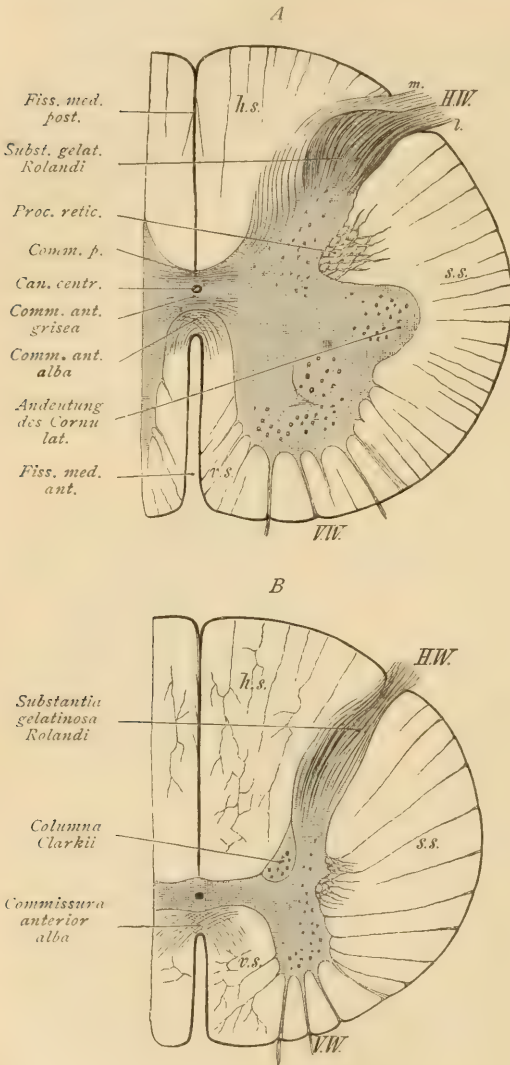 A
Fiss. med.
post.
Subst. gelat.
Rolandi
Proc. retic.
Comm. p.
Can. centr.
Comm. ant.
grisea
Comm. ant.
alba
Andeutung
des Cornu
lat.
Fiss. med.
ant.
h.s.
m.
H.W.
l.
s.s.
v.s.
V.W.
B
Substantia
gelatinosa
Rolandi
Columna
Clarkii
Commissura
anterior
alba
h.s.
H.W.
s.s.
v.s.
V.W.